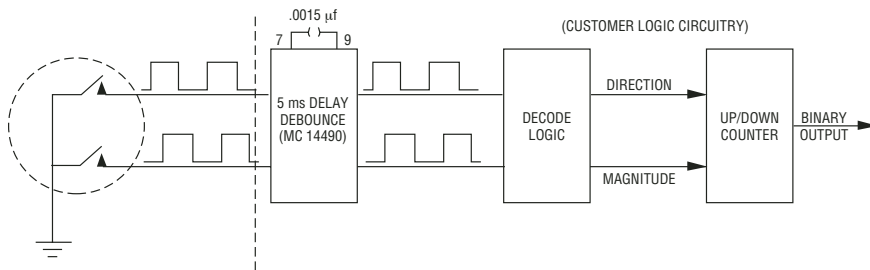 .0015 μf
7 9
(CUSTOMER LOGIC CIRCUITRY)
5 ms DELAY
DEBOUNCE
(MC 14490)
DECODE
LOGIC
DIRECTION
MAGNITUDE
UP/DOWN
COUNTER
BINARY
OUTPUT